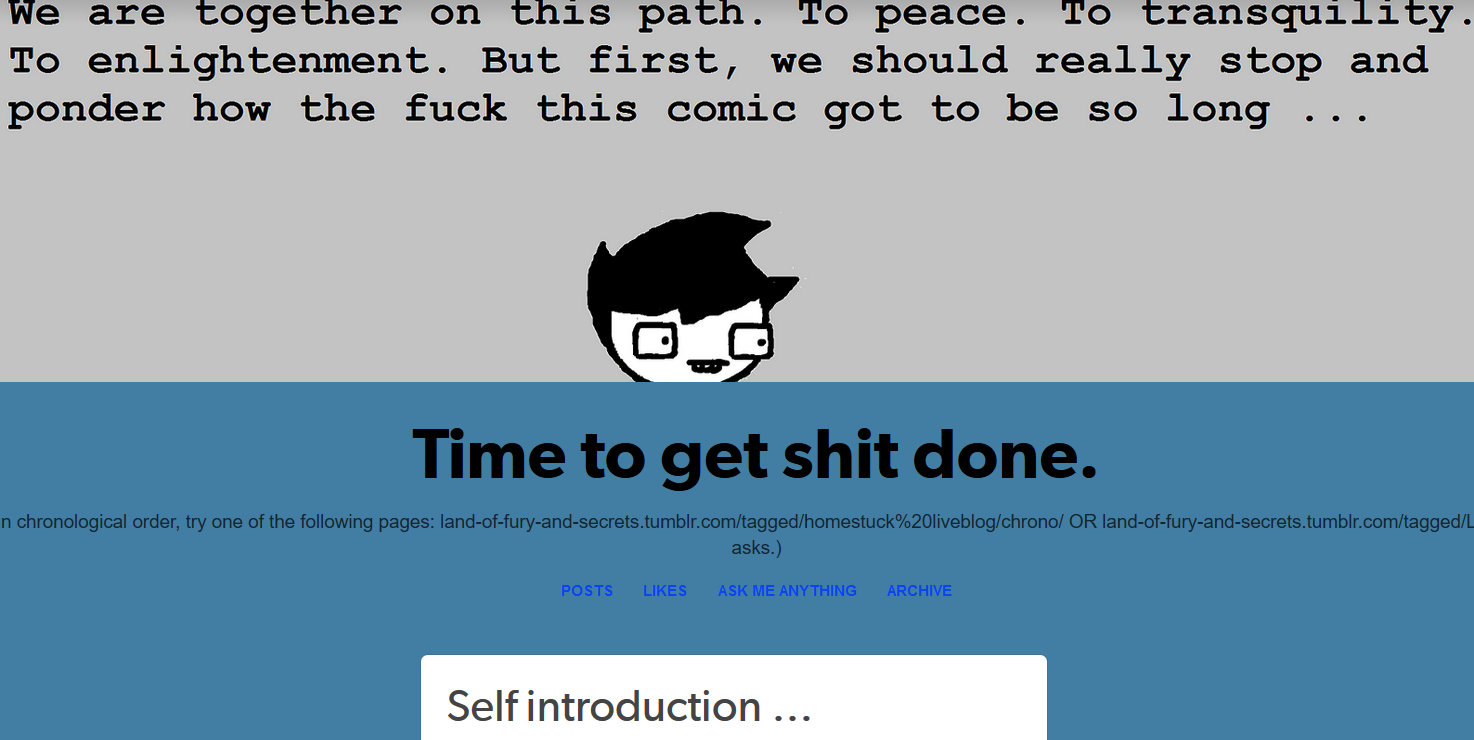 We are together on this path. To peace. To transquility.
To enlightenment. But first, we should really stop and
ponder how the fuck this comic got to be so long ...
Time to get shit done.
n chronological order, try one of the following pages: land-of-fury-and-secrets.tumblr.com/tagged/homestuck%20liveblog/chrono/ OR land-of-fury-and-secrets.tumblr.com/tagged/L
asks.)
POSTS LIKES ASK ME ANYTHING ARCHIVE
Self introduction ...